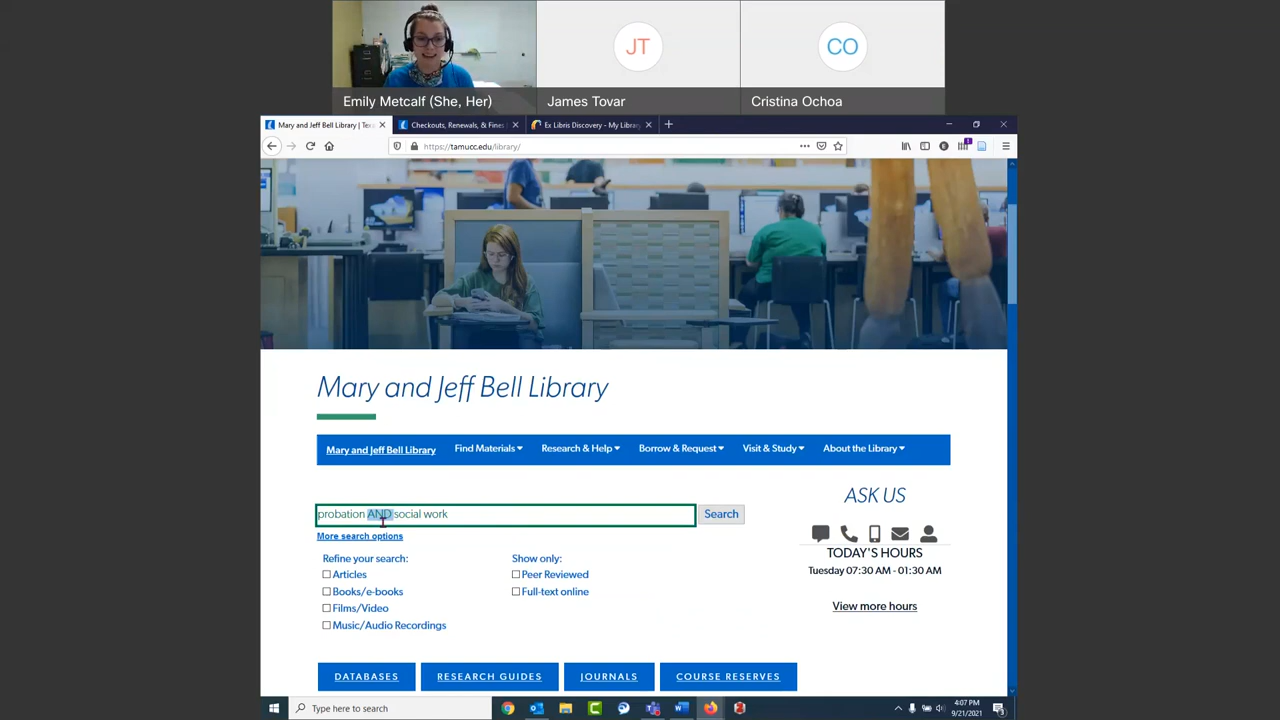 JT
CO
Emily Metcalf (She, Her)
James Tovar
Cristina Ochoa
Mary and Jeff Bell Library | Tex
Checkouts, Renewals, & Fines
Ex Libris Discovery - My Library
https://tamucc.edu/library/
Mary and Jeff Bell Library
Mary and Jeff Bell Library
Find Materials
Research & Help
Borrow & Request
Visit & Study
About the Library
probation AND social work
Search
More search options
Refine your search:
Articles
Books/e-books
Films/Video
Music/Audio Recordings
Show only:
Peer Reviewed
Full-text online
ASK US
TODAY'S HOURS
Tuesday 07:30 AM - 01:30 AM
View more hours
DATABASES
RESEARCH GUIDES
JOURNALS
COURSE RESERVES
Type here to search
4:07 PM
9/21/2021